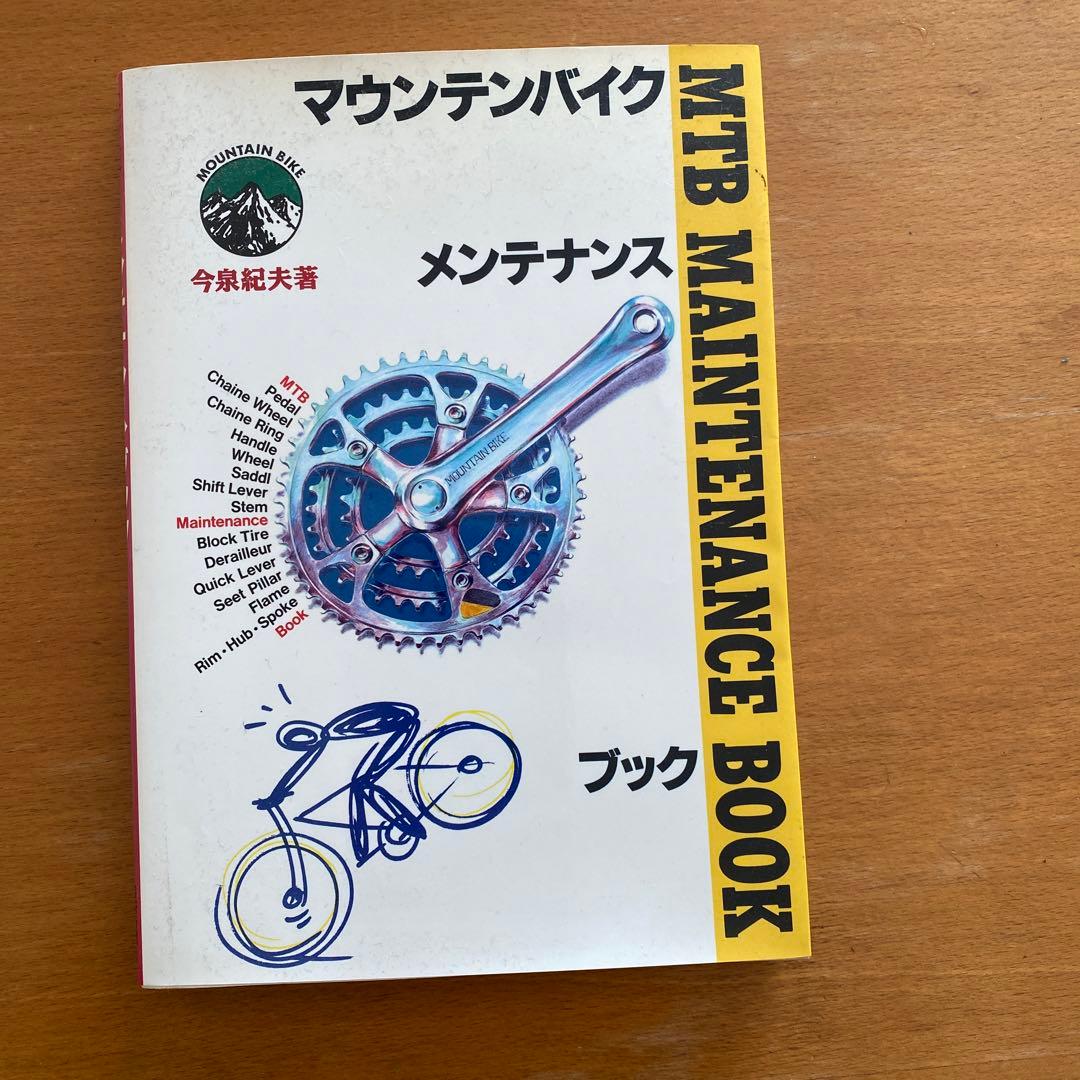 マウンテンバイク
MOUNTAIN BIKE
今泉紀夫著
メンテナンス
MOUNTAIN-BIKE
MTB
Pedal
Chaine Wheel
Chaine Ring
Handle
Wheel
Saddl
Shift Lever
Stem
Maintenance
Block Tire
Derailleur
Quick Lever
Seet Pillar
Flame
Rim・Hub・Spoke
Book
ブック
MTB MAINTENANCE BOOK